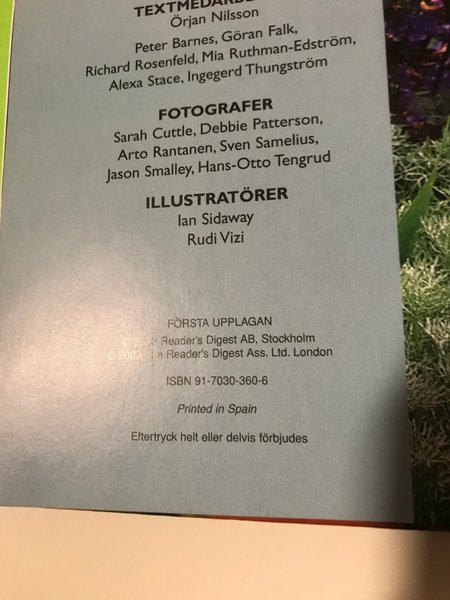 TEXTMEDARBE
Örjan Nilsson
Peter Barnes, Göran Falk,
Richard Rosenfeld, Mia Ruthman-Edström,
Alexa Stace, Ingegerd Thungström
FOTOGRAFER
Sarah Cuttle, Debbie Patterson,
Arto Rantanen, Sven Samelius,
Jason Smalley, Hans-Otto Tengrud
ILLUSTRATÖRER
Ian Sidaway
Rudi Vizi
FÖRSTA UPPLAGAN
Reader's Digest AB, Stockholm
© Reader's Digest Ass. Ltd. London
ISBN 91-7030-360-6
Printed in Spain
Eftertryck helt eller delvis förbjudes